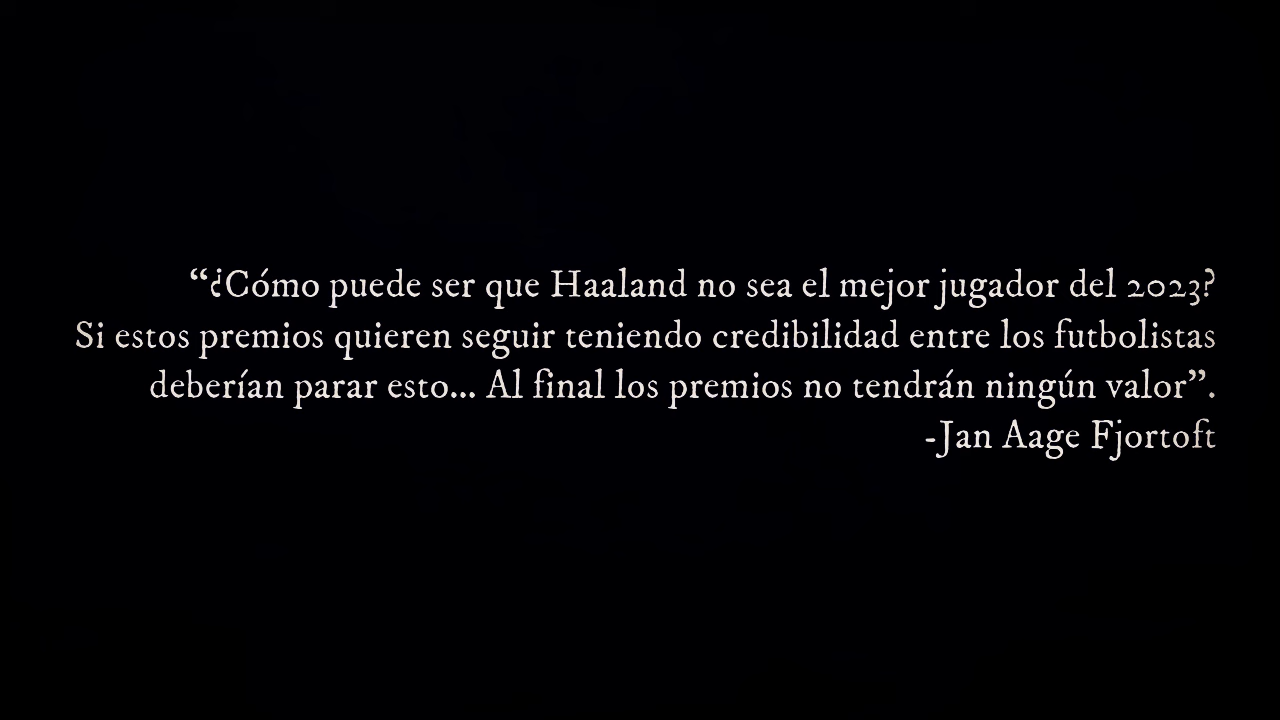 “¿Cómo puede ser que Haaland no sea el mejor jugador del 2023?
Si estos premios quieren seguir teniendo credibilidad entre los futbolistas
deberían parar esto... Al final los premios no tendrán ningún valor”.
-Jan Aage Fjortoft